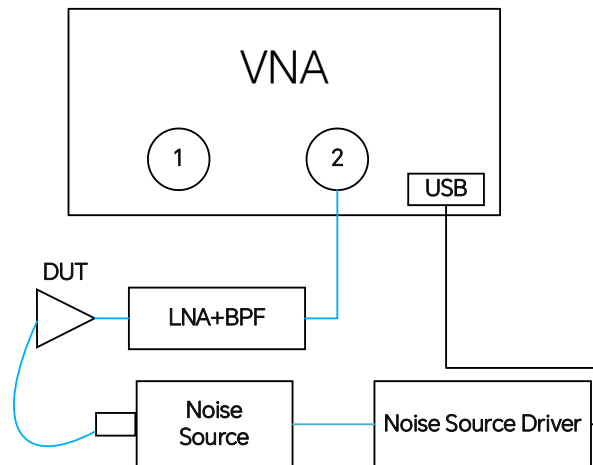 VNA
1
2
USB
DUT
LNA+BPF
Noise
Source
Noise Source Driver